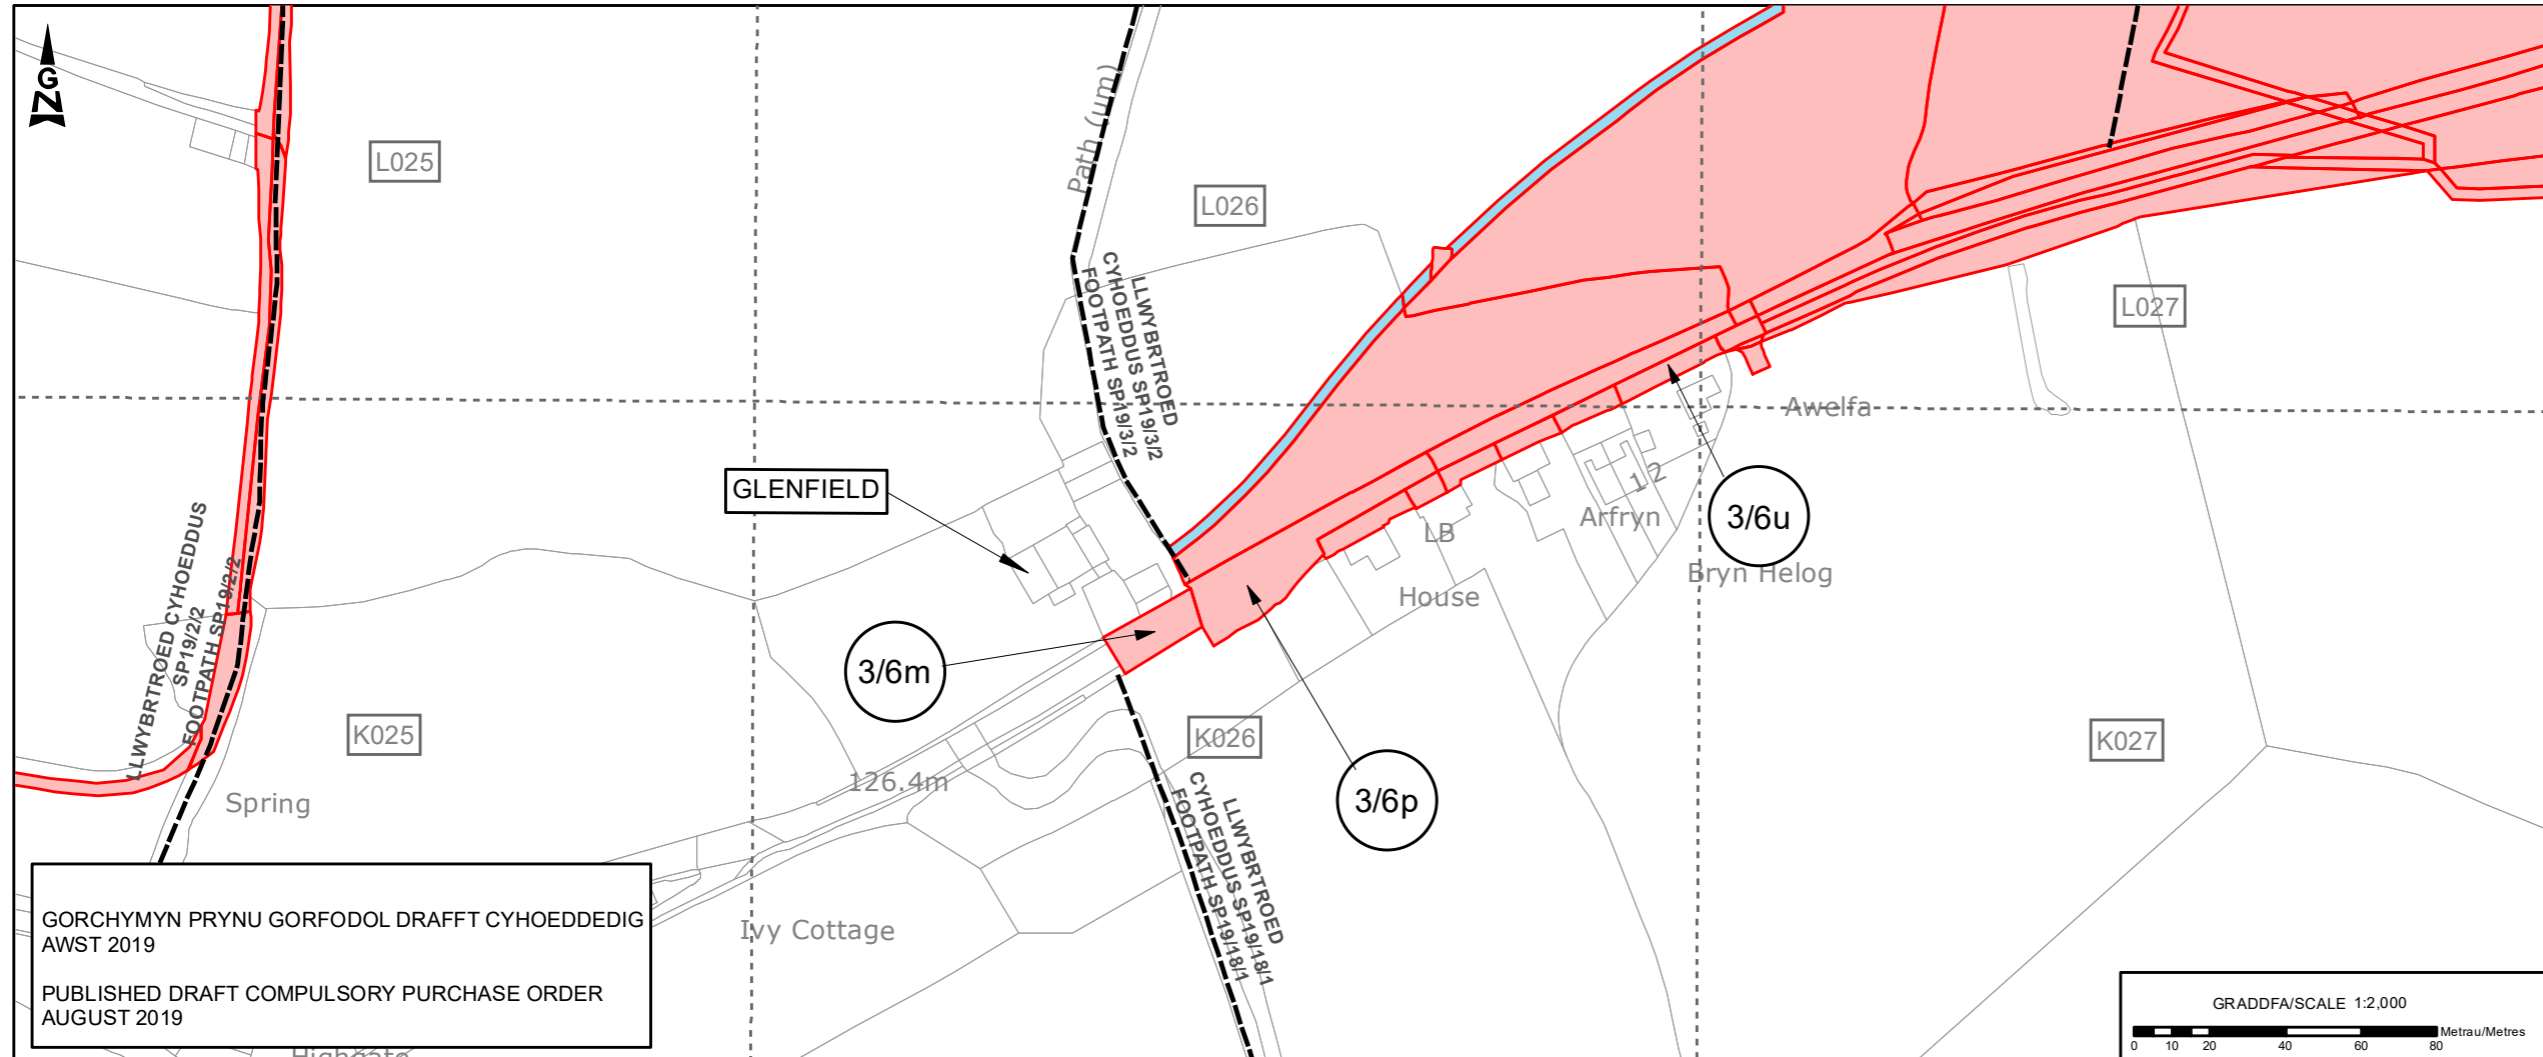 G
N
L025
Path (um)
L026
CYHOEDDUS SP19/3/2
LLWYBRTROED
FOOTPATH SP19/3/2
L027
Awelfa
GLENFIELD
1 2
3/6u
Arfryn
LB
Bryn Helog
House
LLWYBRTROED CYHOEDDUS
SP19/2/2
FOOTPATH SP19/2/2
3/6m
K025
K026
K027
126.4m
3/6p
Spring
LLWYBRTROED
CYHOEDDUS SP19/18/1
FOOTPATH SP19/18/1
Ivy Cottage
GORCHYMYN PRYNU GORFODOL DRAFFT CYHOEDDEDIG
AWST 2019
PUBLISHED DRAFT COMPULSORY PURCHASE ORDER
AUGUST 2019
Highgate
GRADDFA/SCALE 1:2,000
Metrau/Metres
0 10 20 40 60 80